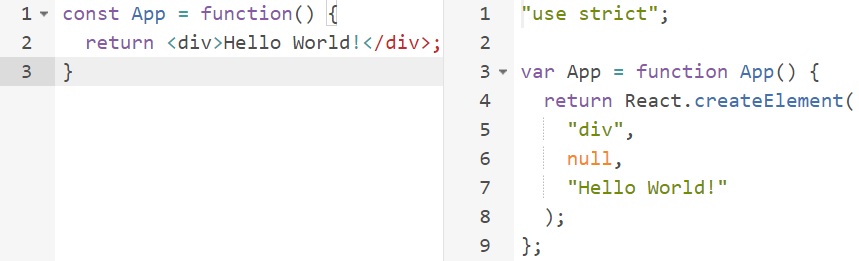 1 const App = function() {
2   return <div>Hello World!</div>;
3 }
1 "use strict";
2
3 var App = function App() {
4   return React.createElement(
5     "div",
6     null,
7     "Hello World!"
8   );
9 };